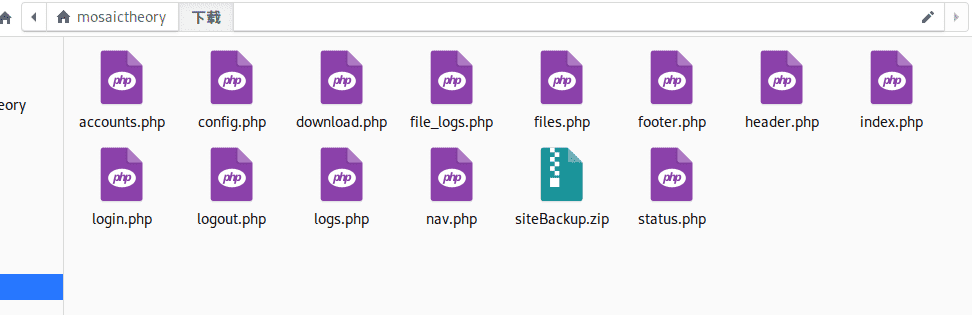 mosaictheory 下载
eory
php php php php php php php php
accounts.php config.php download.php file_logs.php files.php footer.php header.php index.php
php php php php php
login.php logout.php logs.php nav.php siteBackup.zip status.php